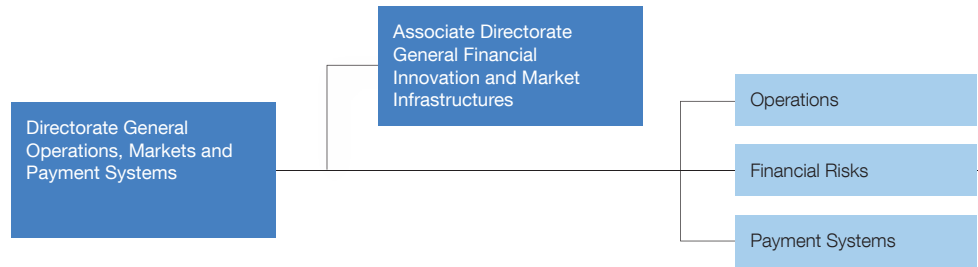 Associate Directorate
General Financial
Innovation and Market
Infrastructures
Directorate General
Operations, Markets and
Payment Systems
Operations
Financial Risks
Payment Systems